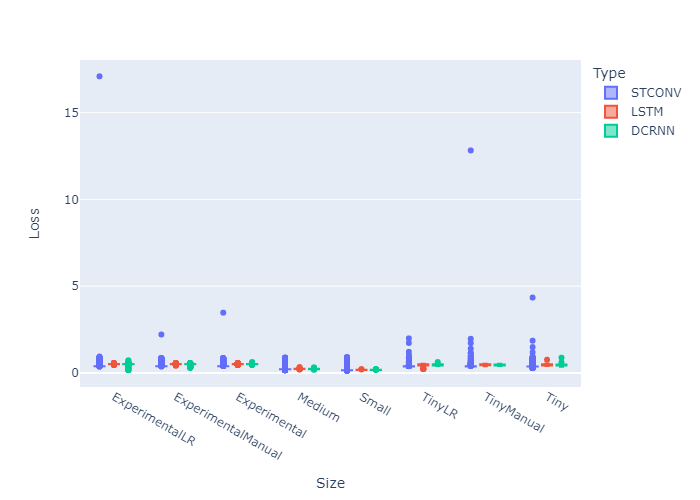 Type
STCONV
LSTM
DCRNN
Loss
15
10
5
0
ExperimentalLR
ExperimentalManual
Experimental
Medium
Small
TinyLR
TinyManual
Tiny
Size